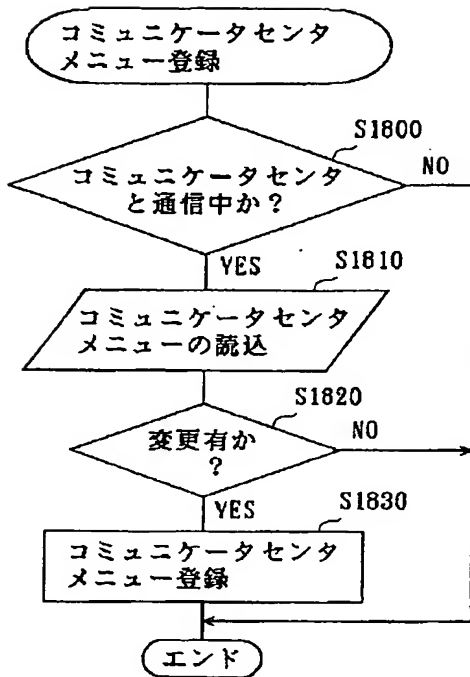 コミュニケータセンタ
メニュー登録
S1800
NO
コミュニケータセンタ
と通信中か？
YES
S1810
コミュニケータセンタ
メニューの読込
S1820
変更有か
？
NO
YES
S1830
コミュニケータセンタ
メニュー登録
エンド